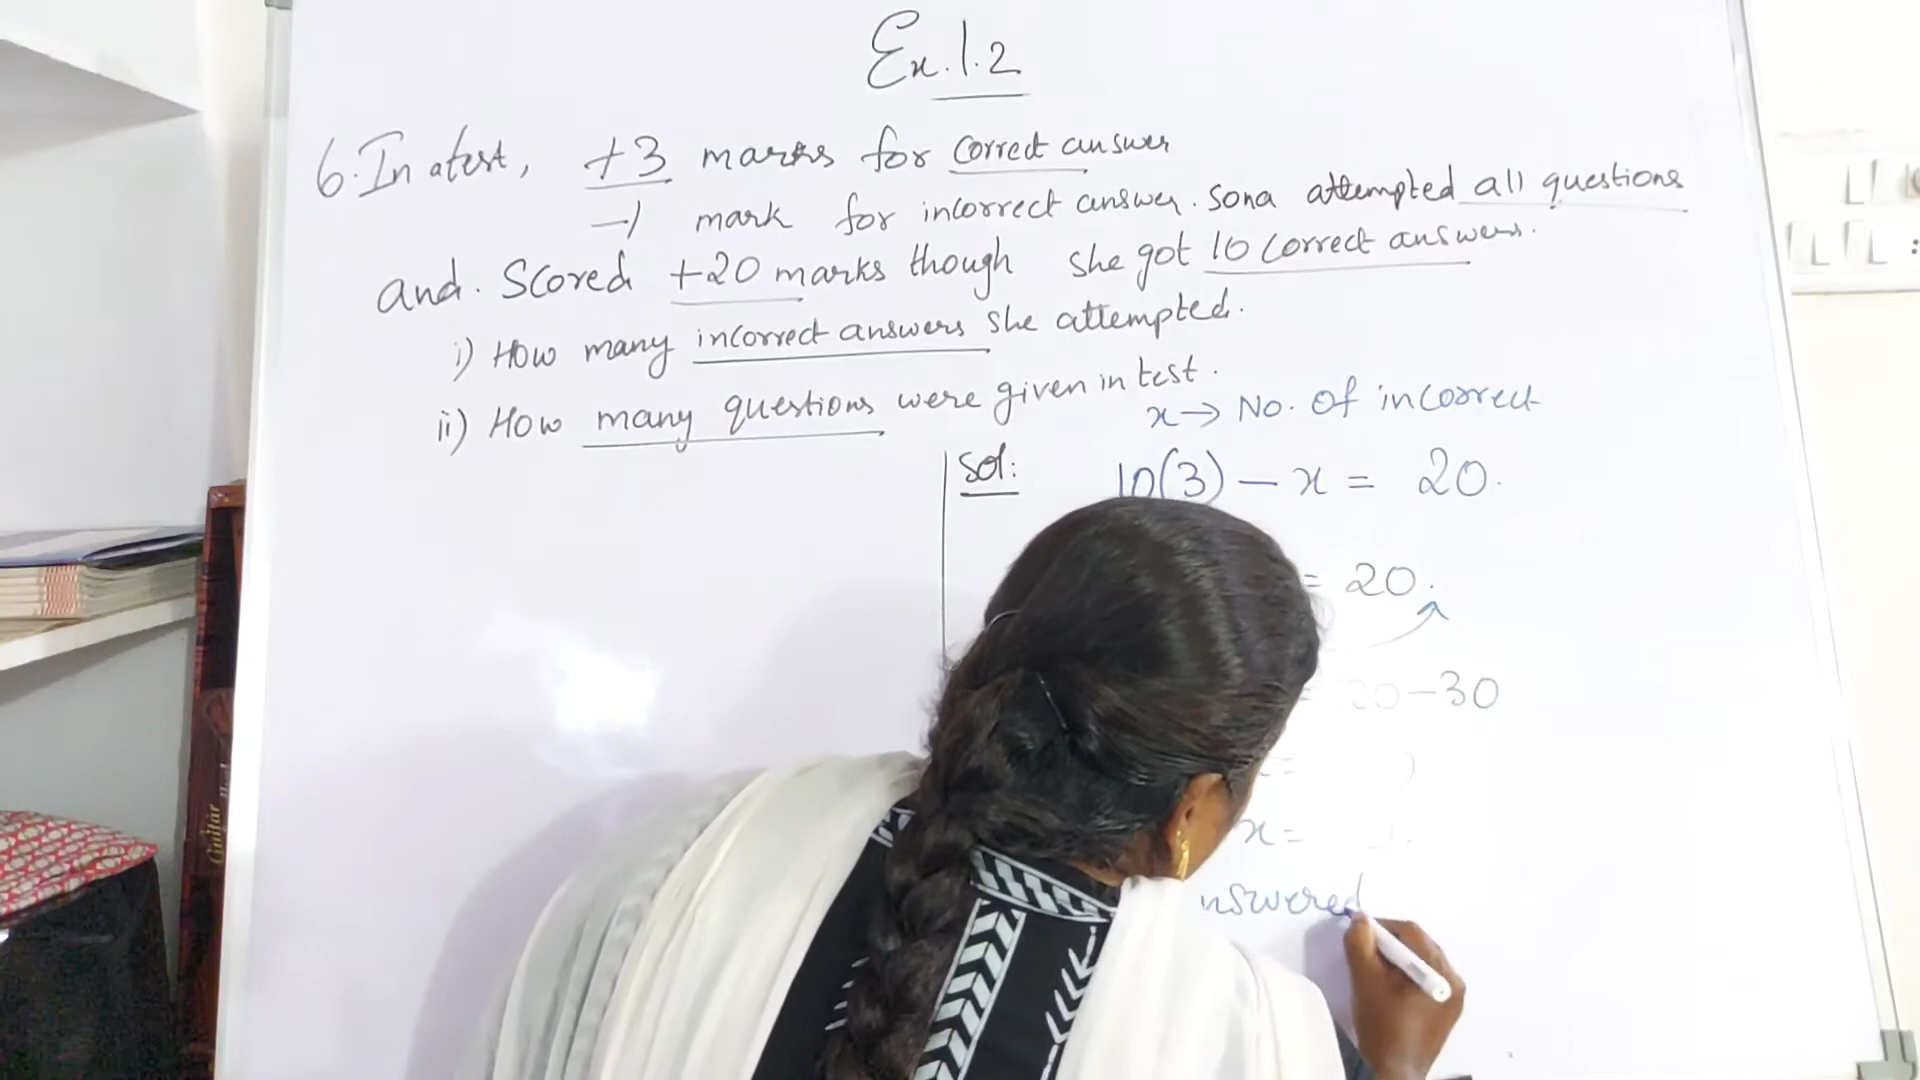 Ex.1.2
6. In a test, +3 marks for correct answer
-1 mark for incorrect answer. Sona attempted all questions
and. Scored +20 marks though she got 10 correct answers.
i) How many incorrect answers she attempted.
ii) How many questions were given in test.
x → No. of incorrect
Sol: 10(3) - x = 20.
= 20.
20-30
x =
nswered
Guitar